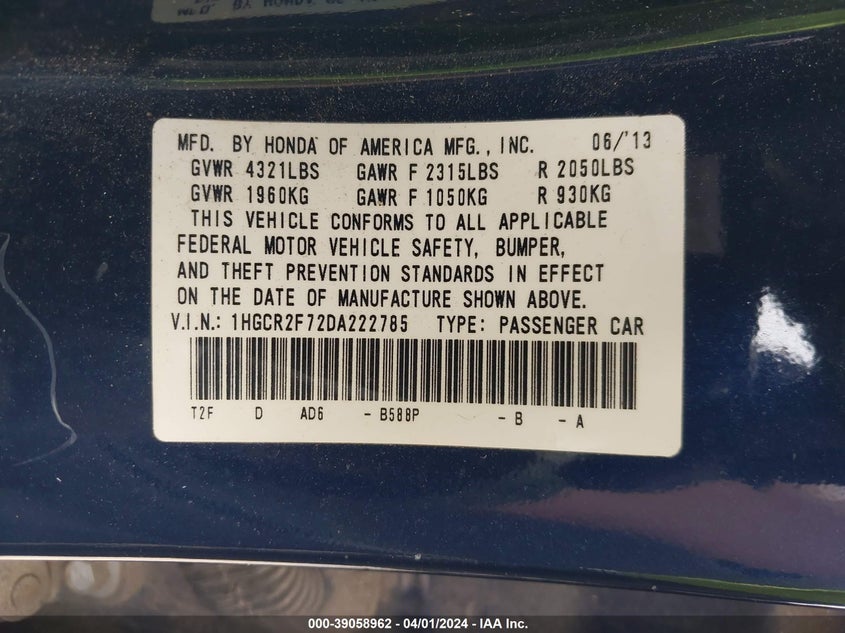 MFD. BY HONDA OF AMERICA MFG., INC. 06/'13
GVWR 4321LBS GAWR F 2315LBS R 2050LBS
GVWR 1960KG GAWR F 1050KG R 930KG
THIS VEHICLE CONFORMS TO ALL APPLICABLE
FEDERAL MOTOR VEHICLE SAFETY, BUMPER,
AND THEFT PREVENTION STANDARDS IN EFFECT
ON THE DATE OF MANUFACTURE SHOWN ABOVE.
V.I.N.: 1HGCR2F72DA222785 TYPE: PASSENGER CAR
T2F D AD6 - B588P - B - A
000-39058962 - 04/01/2024 - IAA Inc.